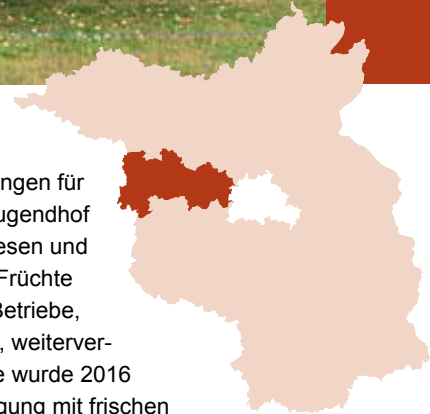 ngen für
ugendhof
esen und
Früchte
Betriebe,
, weiterver-
e wurde 2016
gung mit frischen